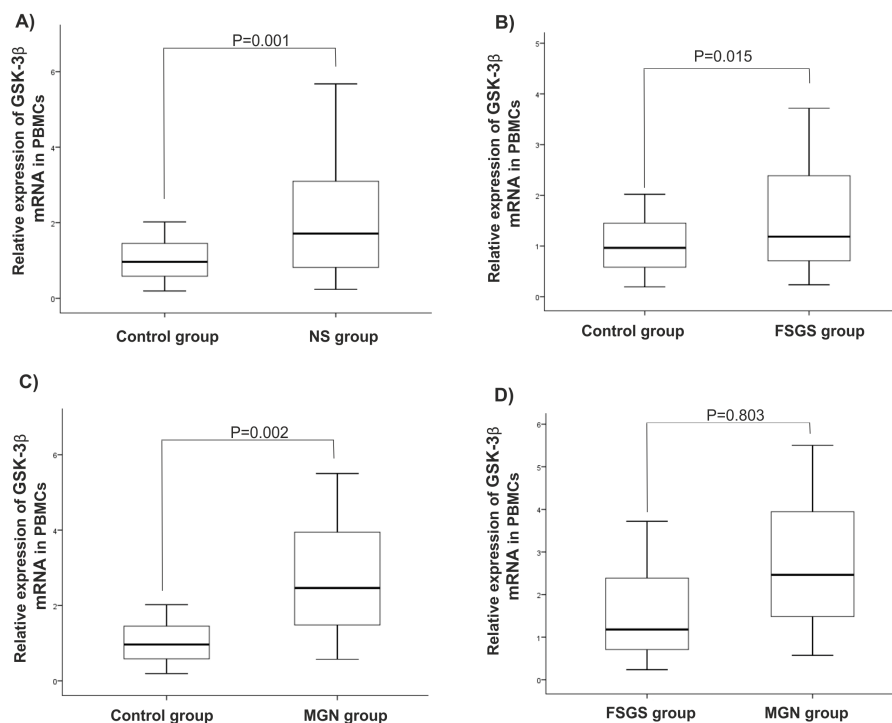 A)
P=0.001
Relative expression of GSK-3β
mRNA in PBMCs
6
4
2
0
Control group NS group
B)
P=0.015
Relative expression of GSK-3β
mRNA in PBMCs
5
4
3
2
1
0
Control group FSGS group
C)
P=0.002
Relative expression of GSK-3β
mRNA in PBMCs
6
4
2
0
Control group MGN group
D)
P=0.803
Relative expression of GSK-3β
mRNA in PBMCs
6
5
4
3
2
1
0
FSGS group MGN group